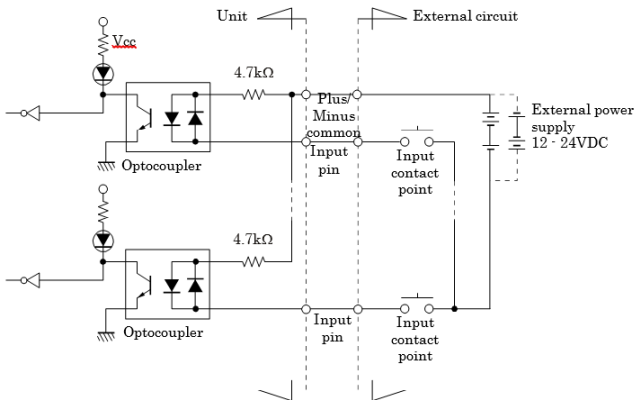 Unit
External circuit
Vcc
4.7kΩ
Plus/
Minus
common
Input
pin
Optocoupler
Input
contact
point
External power
supply
12 - 24VDC
4.7kΩ
Optocoupler
Input
pin
Input
contact
point